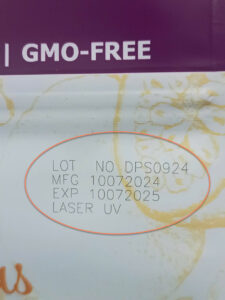 | GMO-FREE
LOT NO DPS0924
MFG 10072024
EXP 10072025
LASER UV